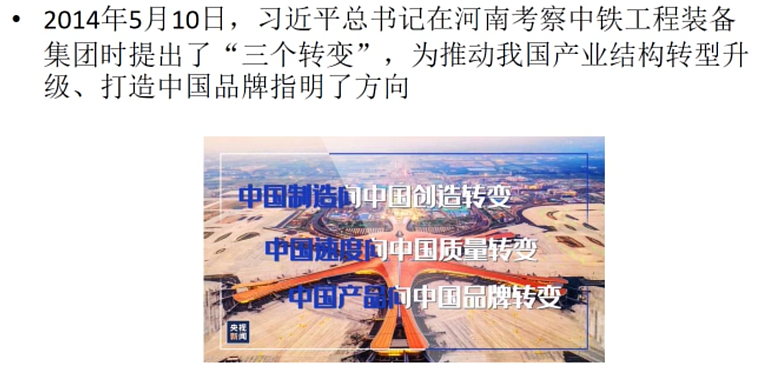 • 2014年5月10日，习近平总书记在河南考察中铁工程装备
集团时提出了“三个转变”，为推动我国产业结构转型升
级、打造中国品牌指明了方向
中国制造向中国创造转变
中国速度向中国质量转变
中国产品向中国品牌转变
央视
新闻